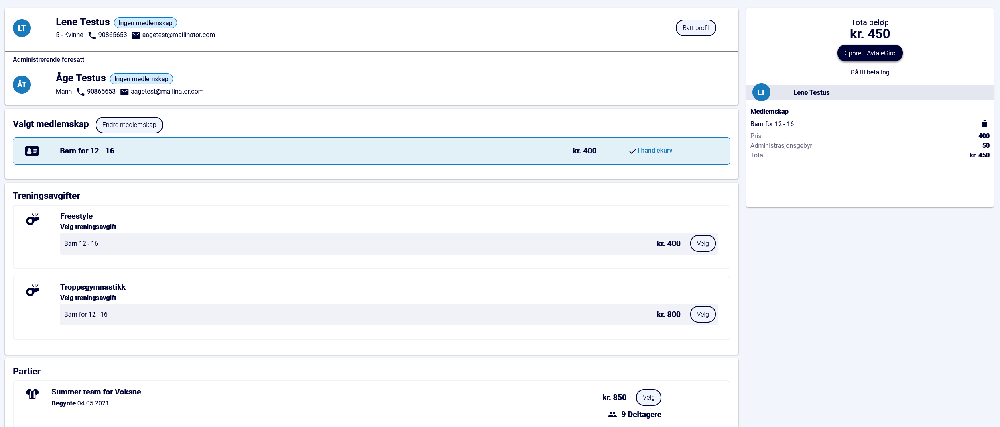 LT
Lene Testus Ingen medlemskap
5 - Kvinne 90865653 aagetest@mailinator.com
Bytt profil
Administrerende foresatt
ÅT
Åge Testus Ingen medlemskap
Mann 90865653 aagetest@mailinator.com
Valgt medlemskap Endre medlemskap
Barn for 12 - 16 kr. 400 I handlekurv
Treningsavgifter
Freestyle
Velg treningsavgift
Barn 12 - 16 kr. 400 Velg
Troppsgymnastikk
Velg treningsavgift
Barn for 12 - 16 kr. 800 Velg
Partier
Summer team for Voksne
Begynte 04.05.2021
kr. 850 Velg
9 Deltagere
Totalbeløp
kr. 450
Opprett AvtaleGiro
Gå til betaling
LT Lene Testus
Medlemskap
Barn for 12 - 16
Pris 400
Administrasjonsgebyr 50
Total kr. 450